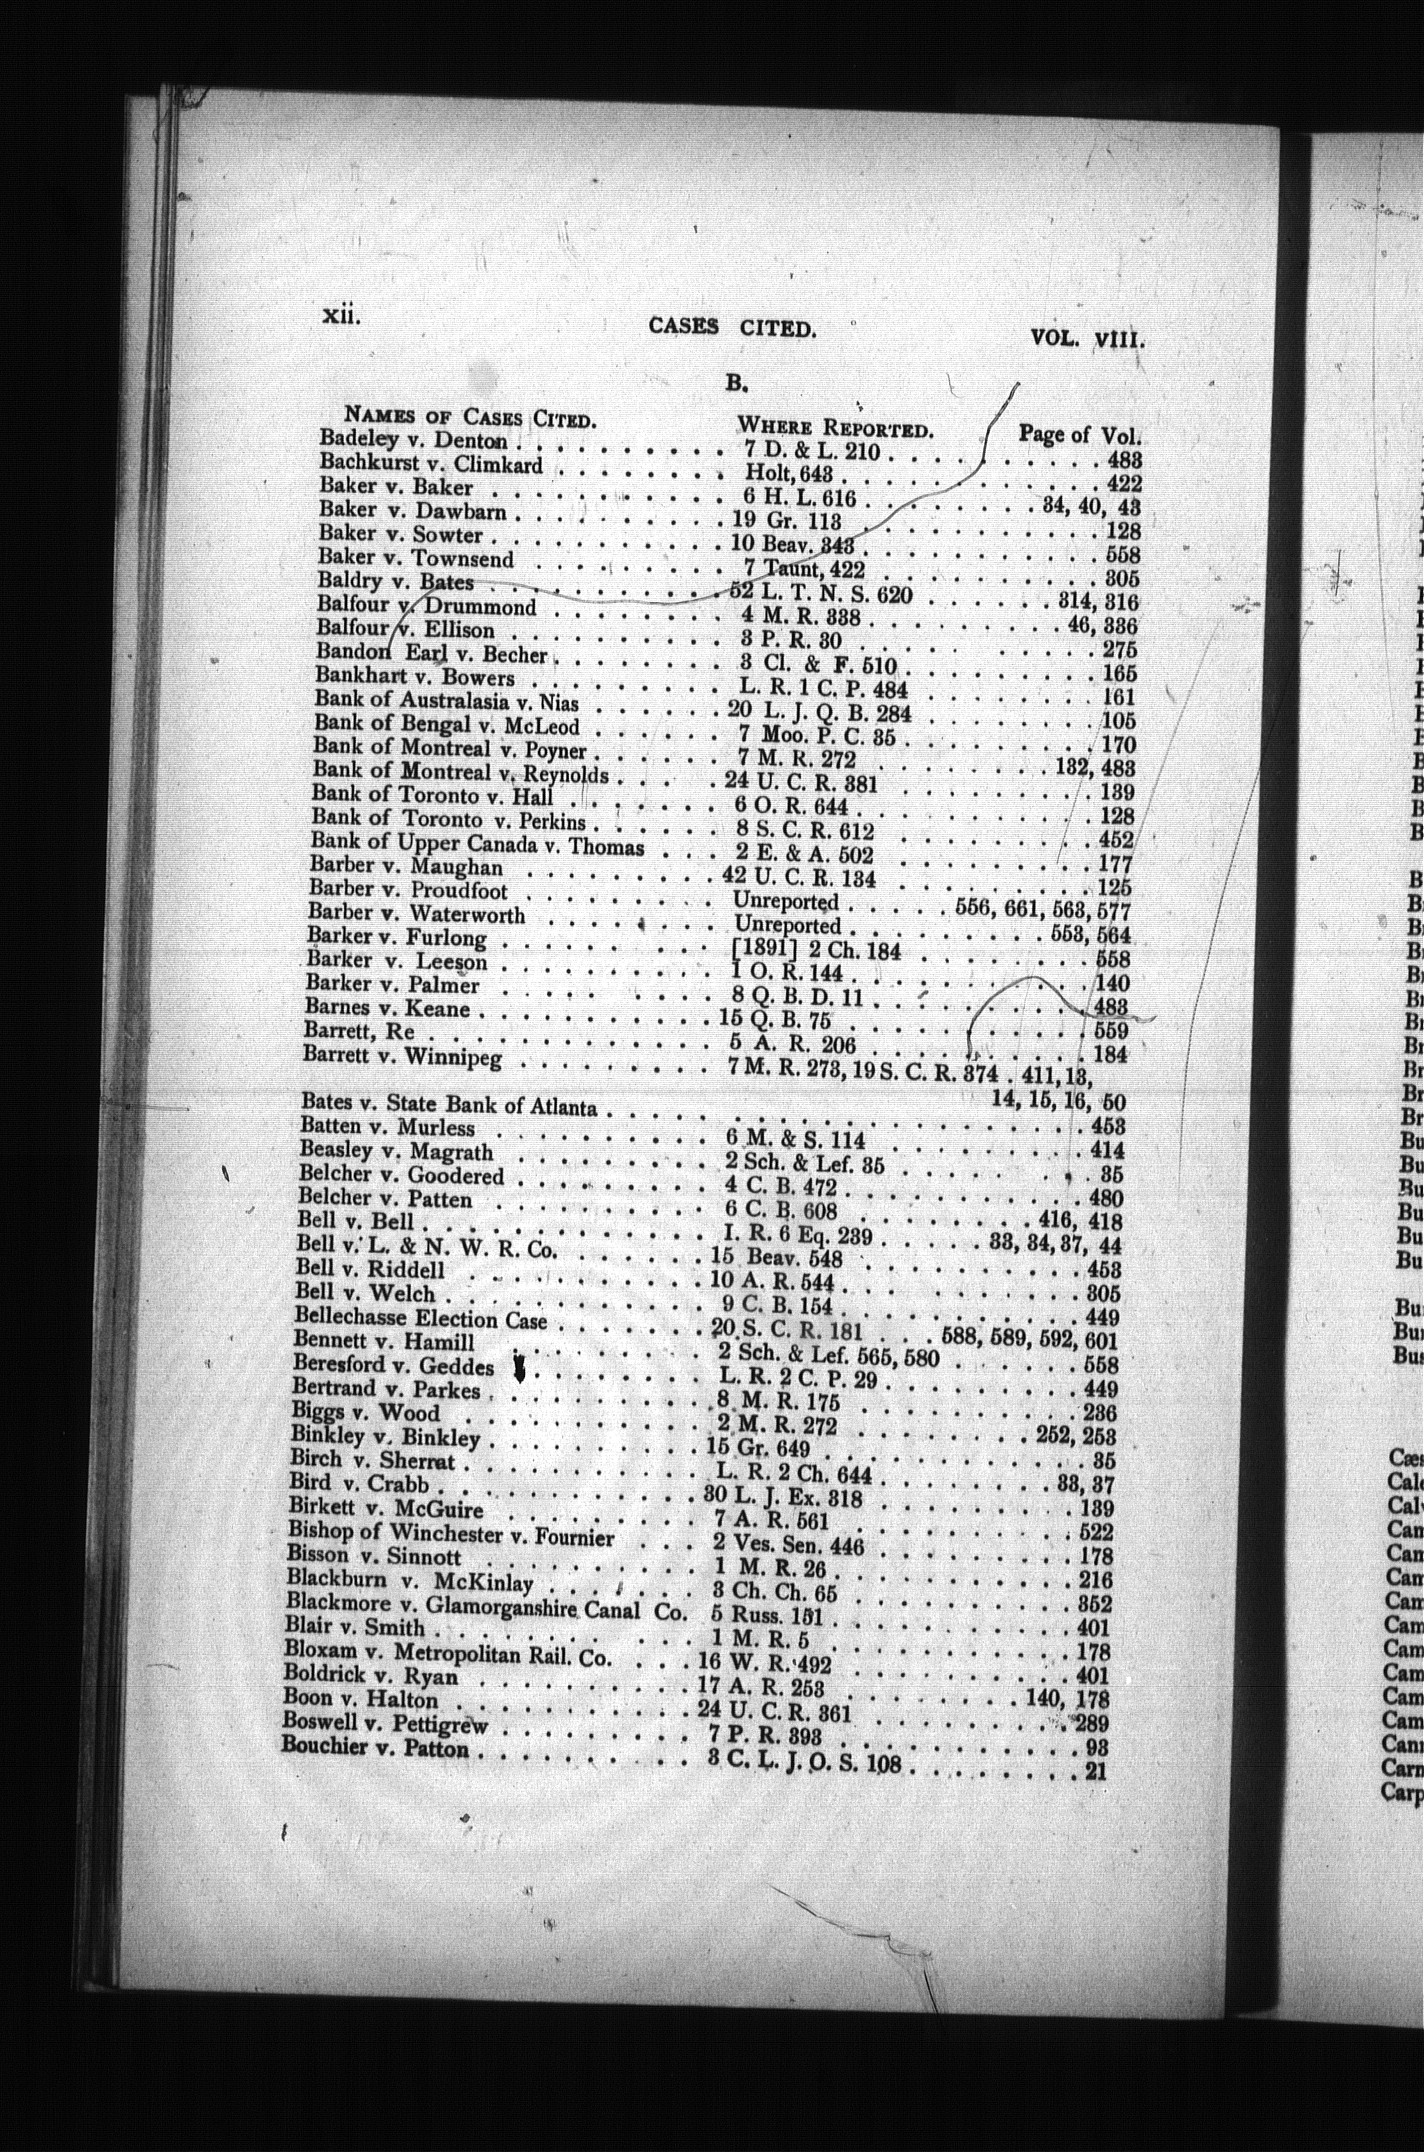 xii.
CASES CITED.
VOL. VIII.
B.
NAMES OF CASES CITED. WHERE REPORTED. Page of Vol.
Badeley v. Denton . . . . . . . . . 7 D. & L. 210 . . . . . . . . . . 483
Bachkurst v. Climkard . . . . . . . Holt, 643 . . . . . . . . . . . . 422
Baker v. Baker . . . . . . . . . . 6 H. L. 616 . . . . . . . . 34, 40, 43
Baker v. Dawbarn . . . . . . . . . 19 Gr. 113 . . . . . . . . . . . 128
Baker v. Sowter . . . . . . . . . . 10 Beav. 343 . . . . . . . . . . 558
Baker v. Townsend . . . . . . . . 7 Taunt, 422 . . . . . . . . . . 305
Baldry v. Bates . . . . . . . . . . 52 L. T. N. S. 620 . . . . . . 314, 316
Balfour v. Drummond . . . . . . . 4 M. R. 338 . . . . . . . . . 46, 336
Balfour v. Ellison . . . . . . . . . 3 P. R. 30 . . . . . . . . . . . 275
Bandon Earl v. Becher . . . . . . . 3 Cl. & F. 510 . . . . . . . . . 165
Bankhart v. Bowers . . . . . . . . L. R. 1 C. P. 484 . . . . . . . . 161
Bank of Australasia v. Nias . . . . . . 20 L. J. Q. B. 284 . . . . . . . . 105
Bank of Bengal v. McLeod . . . . . . 7 Moo. P. C. 35 . . . . . . . . . 170
Bank of Montreal v. Poyner . . . . . . 7 M. R. 272 . . . . . . . . 132, 483
Bank of Montreal v. Reynolds . . . . 24 U. C. R. 381 . . . . . . . . . 139
Bank of Toronto v. Hall . . . . . . . 6 O. R. 644 . . . . . . . . . . 128
Bank of Toronto v. Perkins . . . . . . 8 S. C. R. 612 . . . . . . . . . 452
Bank of Upper Canada v. Thomas . . . 2 E. & A. 502 . . . . . . . . . 177
Barber v. Maughan . . . . . . . . . 42 U. C. R. 134 . . . . . . . . . 125
Barber v. Proudfoot . . . . . . . . . Unreported . . . . . 556, 661, 563, 577
Barber v. Waterworth . . . . . . . . Unreported . . . . . . . . . 553, 564
Barker v. Furlong . . . . . . . . . [1891] 2 Ch. 184 . . . . . . . . 558
Barker v. Leeson . . . . . . . . . . 1 O. R. 144 . . . . . . . . . . 140
Barker v. Palmer . . . . . . . . . 8 Q. B. D. 11 . . . . . . . . . 483
Barnes v. Keane . . . . . . . . . . 15 Q. B. 75 . . . . . . . . . . 559
Barrett, Re . . . . . . . . . . . . 5 A. R. 206 . . . . . . . . . . 184
Barrett v. Winnipeg . . . . . . . . . 7 M. R. 273, 19 S. C. R. 374 . 411, 13,
14, 15, 16, 50
Bates v. State Bank of Atlanta . . . . . . . . . . . . . . . . . . . . 453
Batten v. Murless . . . . . . . . . 6 M. & S. 114 . . . . . . . . . 414
Beasley v. Magrath . . . . . . . . 2 Sch. & Lef. 35 . . . . . . . . 35
Belcher v. Goodered . . . . . . . . 4 C. B. 472 . . . . . . . . . . 480
Belcher v. Patten . . . . . . . . . 6 C. B. 608 . . . . . . . . 416, 418
Bell v. Bell . . . . . . . . . . . . I. R. 6 Eq. 239 . . . . . 33, 34, 37, 44
Bell v. L. & N. W. R. Co. . . . . . . 15 Beav. 548 . . . . . . . . . . 453
Bell v. Riddell . . . . . . . . . . 10 A. R. 544 . . . . . . . . . . 305
Bell v. Welch . . . . . . . . . . . 9 C. B. 154 . . . . . . . . . . 449
Bellechasse Election Case . . . . . . . 20 S. C. R. 181 . . . 588, 589, 592, 601
Bennett v. Hamill . . . . . . . . 2 Sch. & Lef. 565, 580 . . . . . . 558
Beresford v. Geddes . . . . . . . . L. R. 2 C. P. 29 . . . . . . . . 449
Bertrand v. Parkes . . . . . . . . . 8 M. R. 175 . . . . . . . . . . 286
Biggs v. Wood . . . . . . . . . . 2 M. R. 272 . . . . . . . . 252, 253
Binkley v. Binkley . . . . . . . . . 15 Gr. 649 . . . . . . . . . . . 35
Birch v. Sherrat . . . . . . . . . . L. R. 2 Ch. 644 . . . . . . . . 33, 37
Bird v. Crabb . . . . . . . . . . . 30 L. J. Ex. 318 . . . . . . . . . 139
Birkett v. McGuire . . . . . . . . 7 A. R. 561 . . . . . . . . . . 522
Bishop of Winchester v. Fournier . . . 2 Ves. Sen. 446 . . . . . . . . . 178
Bisson v. Sinnott . . . . . . . . . 1 M. R. 26 . . . . . . . . . . . 216
Blackburn v. McKinlay . . . . . . . 3 Ch. Ch. 65 . . . . . . . . . . 352
Blackmore v. Glamorganshire Canal Co. 5 Russ. 151 . . . . . . . . . . . 401
Blair v. Smith . . . . . . . . . . . 1 M. R. 5 . . . . . . . . . . . 178
Bloxam v. Metropolitan Rail. Co. . . . 16 W. R. 492 . . . . . . . . . . 401
Boldrick v. Ryan . . . . . . . . . 17 A. R. 253 . . . . . . . . 140, 178
Boon v. Halton . . . . . . . . . . 24 U. C. R. 361 . . . . . . . . . 289
Boswell v. Pettigrew . . . . . . . . 7 P. R. 393 . . . . . . . . . . . 93
Bouchier v. Patton . . . . . . . . . 3 C. L. J. O. S. 108 . . . . . . . . 21